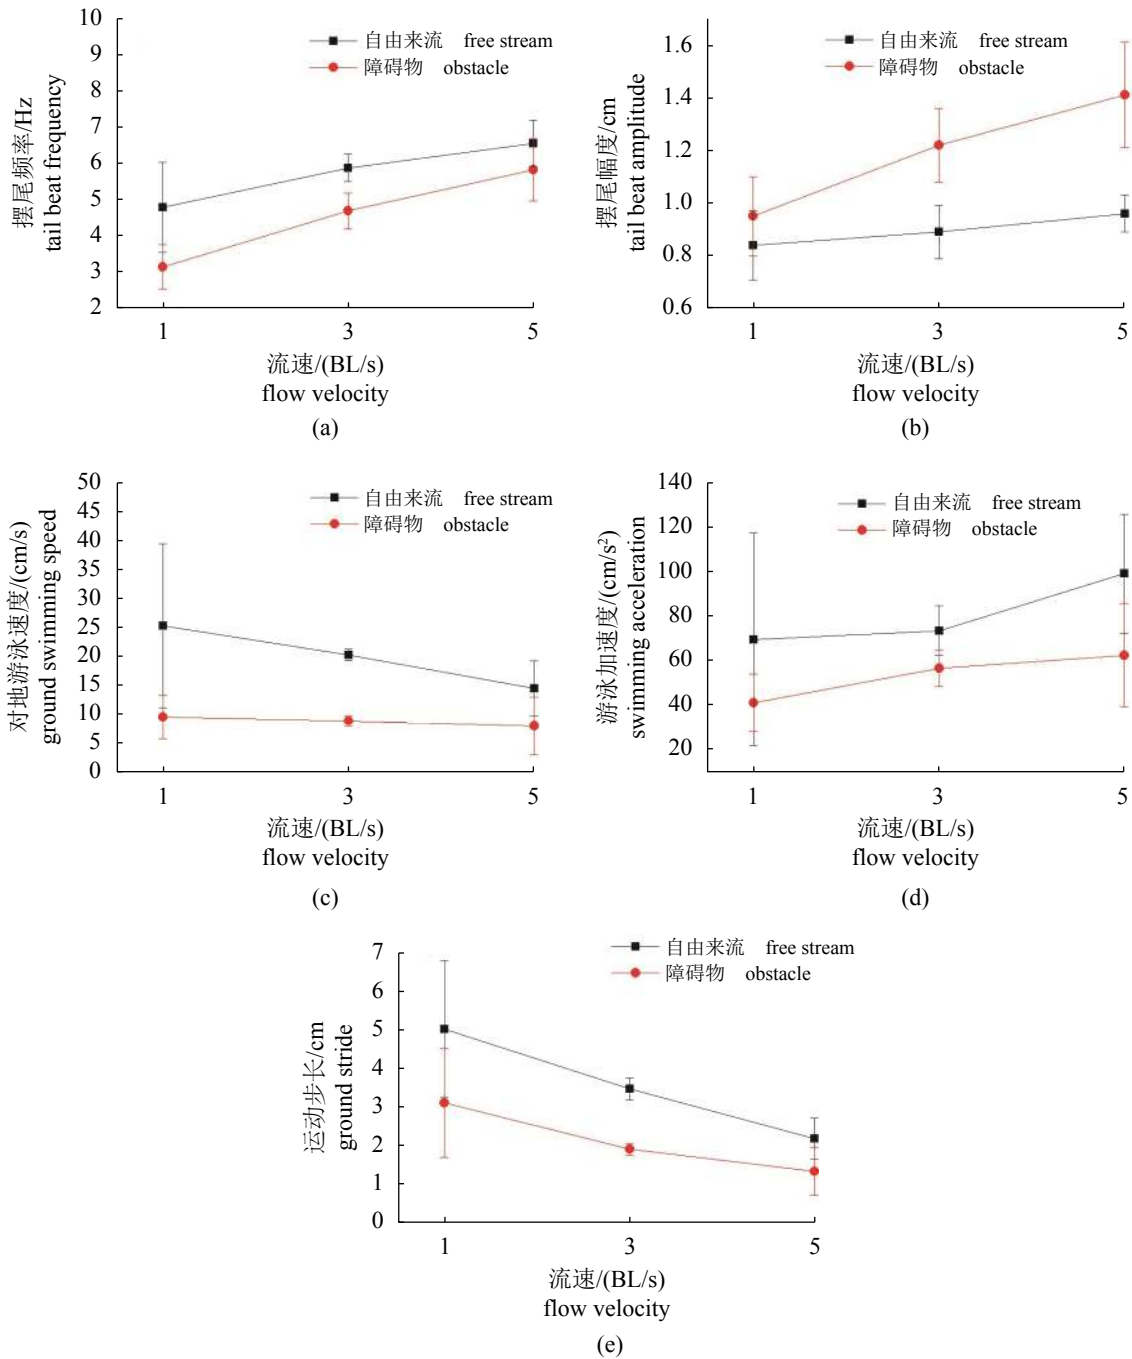 摆尾频率/Hz
tail beat frequency
10
9
8
7
6
5
4
3
2
自由来流 free stream
障碍物 obstacle
1 3 5
流速/(BL/s)
flow velocity
(a)
摆尾幅度/cm
tail beat amplitude
1.6
1.4
1.2
1.0
0.8
0.6
自由来流 free stream
障碍物 obstacle
1 3 5
流速/(BL/s)
flow velocity
(b)
对地游泳速度/(cm/s)
ground swimming speed
50
45
40
35
30
25
20
15
10
5
0
自由来流 free stream
障碍物 obstacle
1 3 5
流速/(BL/s)
flow velocity
(c)
游泳加速度/(cm/s²)
swimming acceleration
140
120
100
80
60
40
20
自由来流 free stream
障碍物 obstacle
1 3 5
流速/(BL/s)
flow velocity
(d)
运动步长/cm
ground stride
7
6
5
4
3
2
1
0
自由来流 free stream
障碍物 obstacle
1 3 5
流速/(BL/s)
flow velocity
(e)